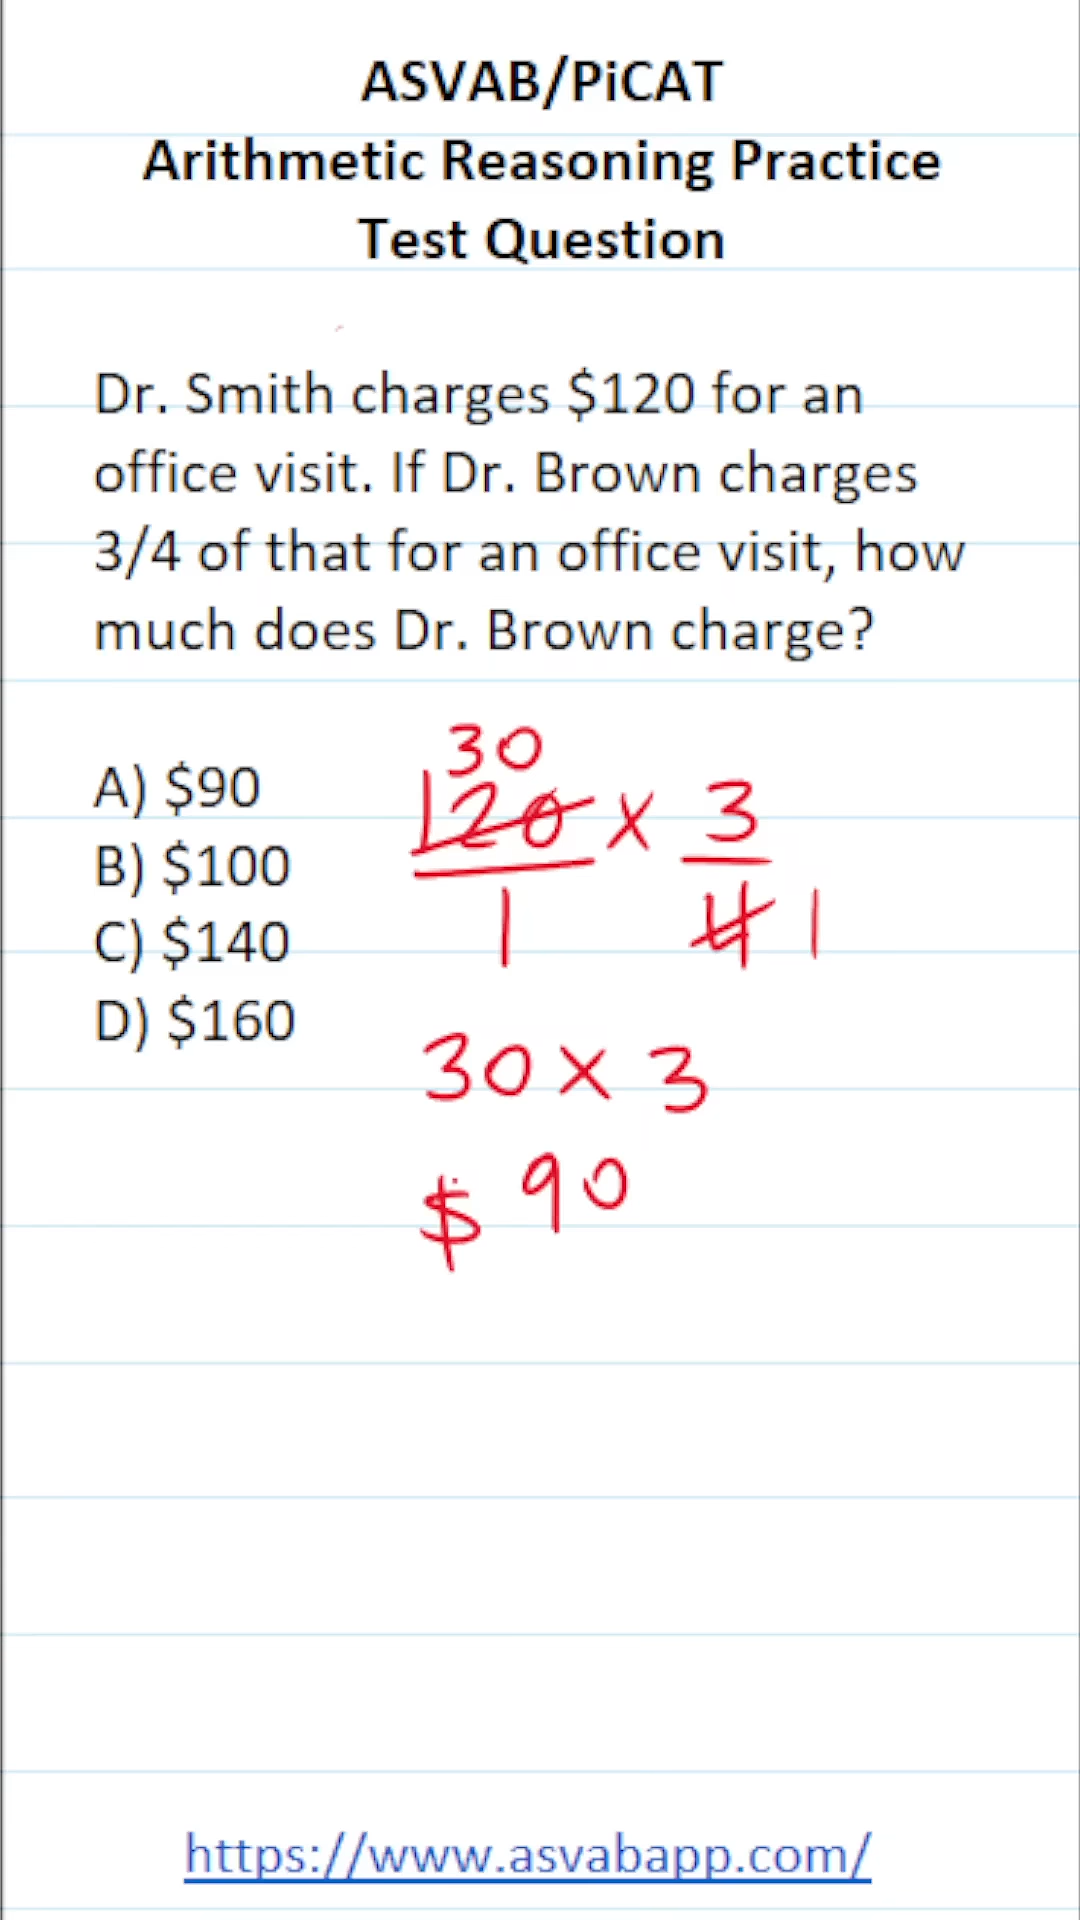 ASVAB/PiCAT
Arithmetic Reasoning Practice
Test Question
Dr. Smith charges $120 for an
office visit. If Dr. Brown charges
3/4 of that for an office visit, how
much does Dr. Brown charge?
A) $90
B) $100
C) $140
D) $160
30
120 x 3
1 4 1
30 x 3
$ 90
https://www.asvabapp.com/